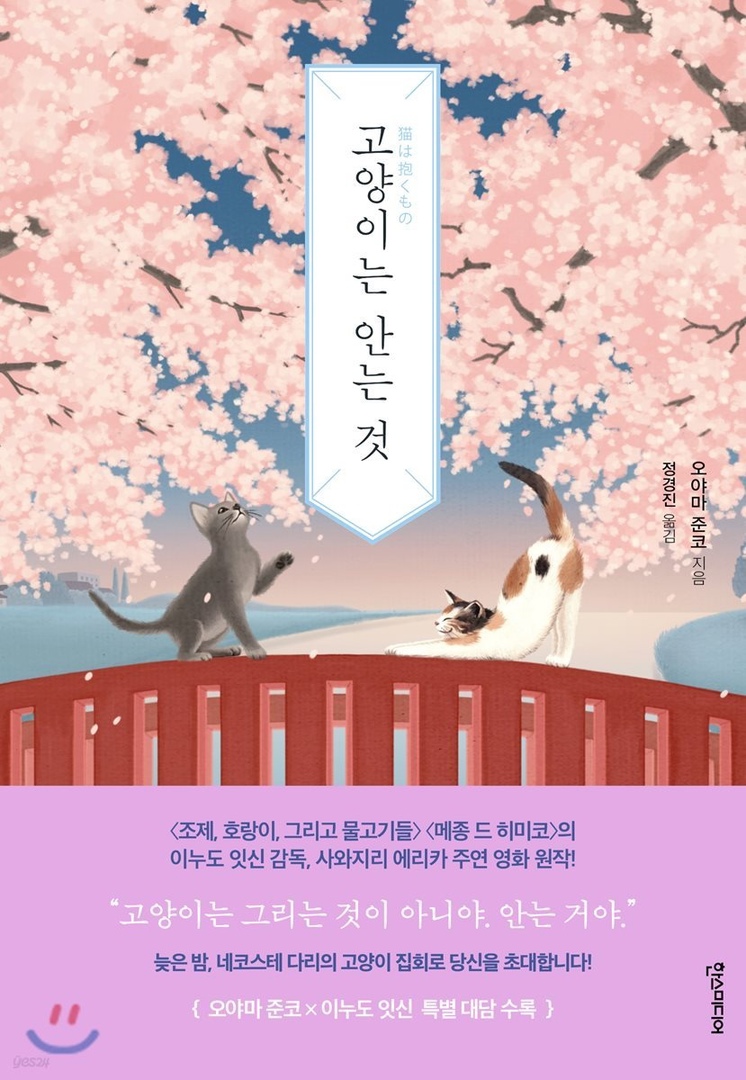 猫は抱くもの
고양이는 안는 것
오야마 준코 지음
정경진 옮김
〈조제, 호랑이, 그리고 물고기들〉 〈메종 드 히미코〉의
이누도 잇신 감독, 사와지리 에리카 주연 영화 원작!
“고양이는 그리는 것이 아니야. 안는 거야.”
늦은 밤, 네코스테 다리의 고양이 집회로 당신을 초대합니다!
{ 오야마 준코×이누도 잇신 특별 대담 수록 }
한스미디어
yes24